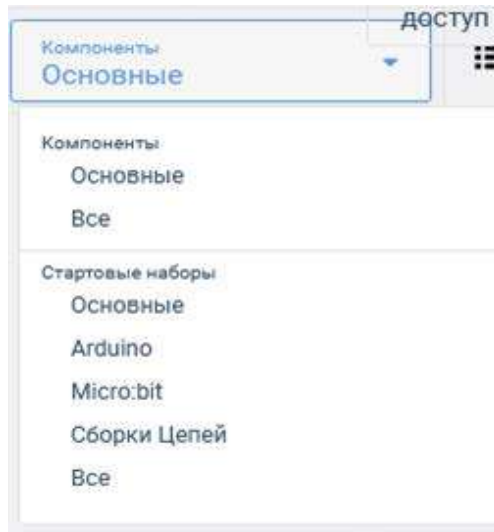 доступ
Компоненты
Основные
Компоненты
Основные
Все
Стартовые наборы
Основные
Arduino
Micro:bit
Сборки Цепей
Все